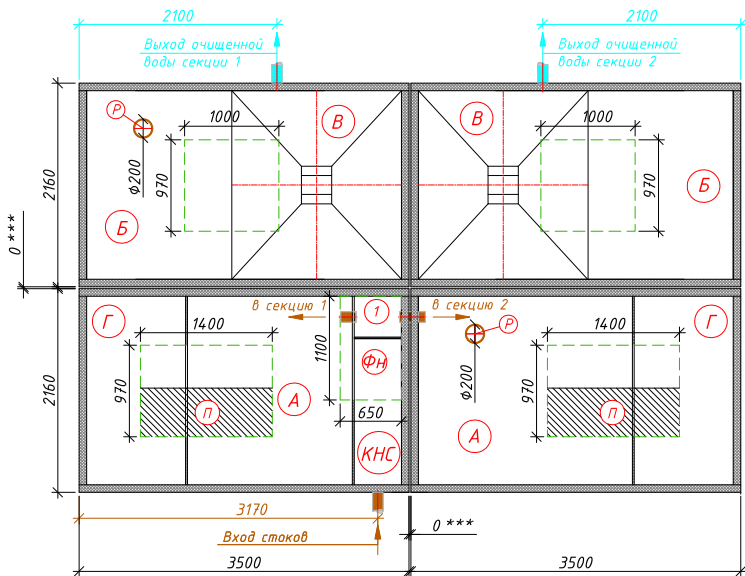 2100
2100
Выход очищенной
воды секции 1
Выход очищенной
воды секции 2
Р
В
В
1000
1000
2160
Ф200
970
970
Б
Б
0 ***
в секцию 1
1
в секцию 2
Г
Г
1400
Р
1400
1100
Фн
2160
970
Ф200
970
А
П
650
П
А
КНС
3170
0 ***
Вход стоков
3500
3500